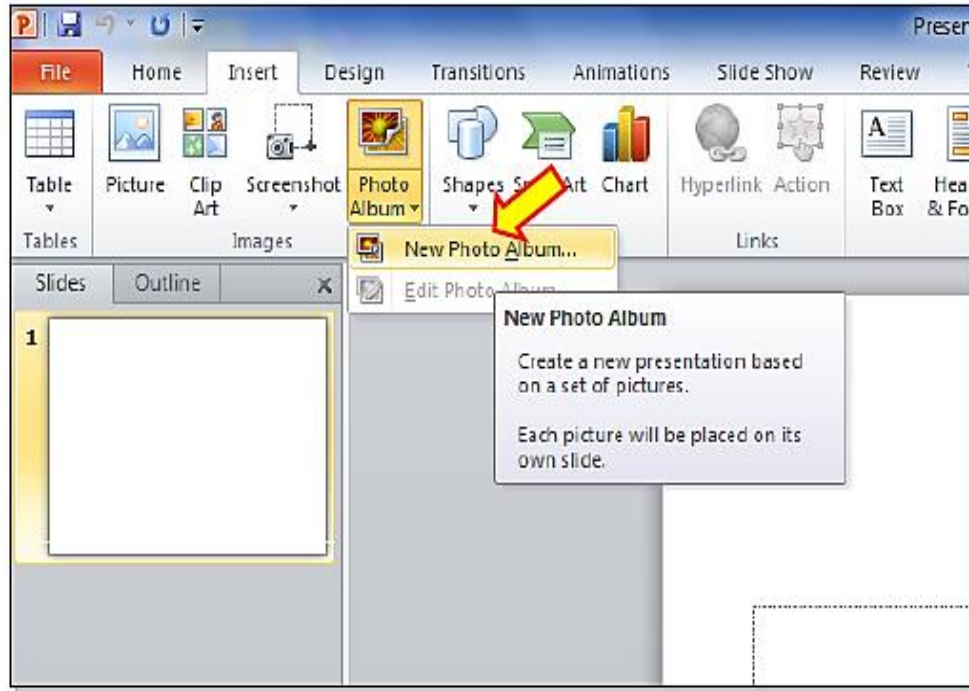 Presen
File Home Insert Design Transitions Animations Slide Show Review
Table Picture Clip Art Screenshot Photo Album Shapes Art Chart Hyperlink Action Text Box
Tables Images Links
New Photo Album...
Edit Photo Album
Slides Outline x
1
New Photo Album
Create a new presentation based
on a set of pictures.
Each picture will be placed on its
own slide.